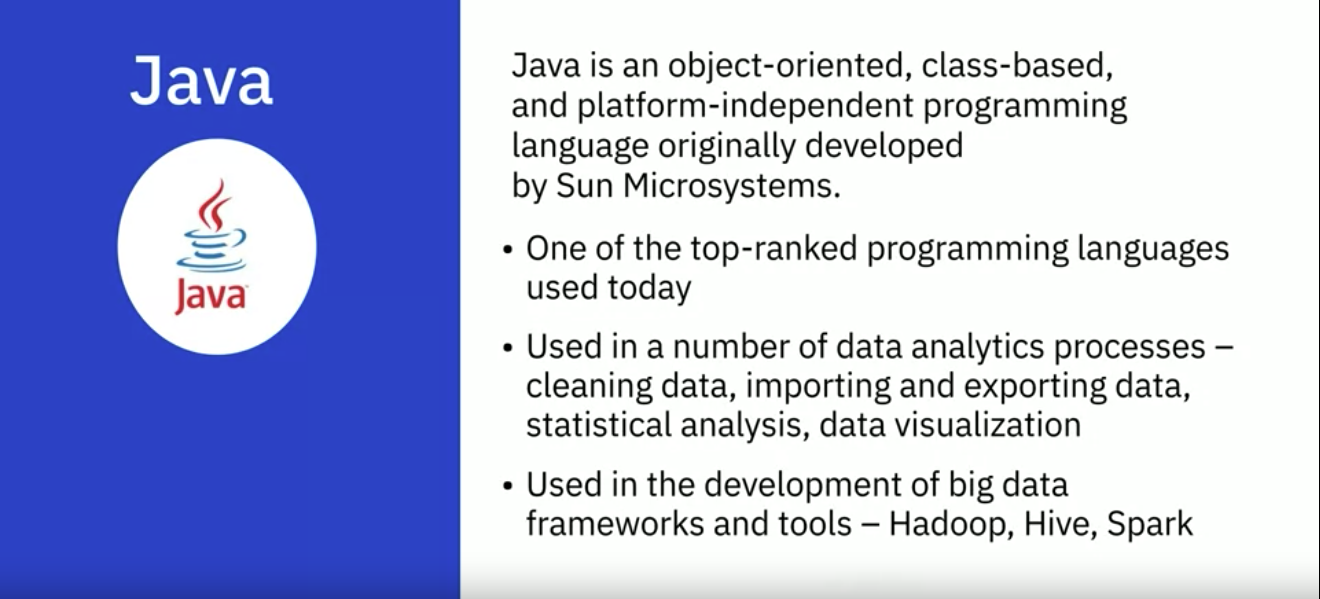 Java
Java
Java is an object-oriented, class-based,
and platform-independent programming
language originally developed
by Sun Microsystems.
• One of the top-ranked programming languages
used today
• Used in a number of data analytics processes –
cleaning data, importing and exporting data,
statistical analysis, data visualization
• Used in the development of big data
frameworks and tools – Hadoop, Hive, Spark